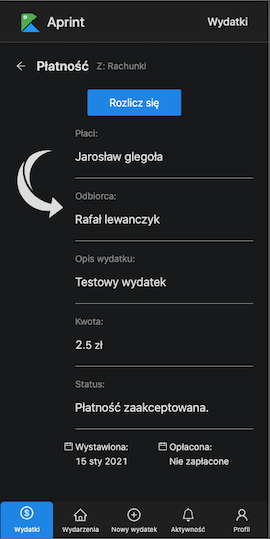 Aprint Wydatki
Płatność Z: Rachunki
Rozlicz się
Płaci:
Jarosław glegoła
Odbiorca:
Rafał lewanczyk
Opis wydatku:
Testowy wydatek
Kwota:
2.5 zł
Status:
Płatność zaakceptowana.
Wystawiona: Opłacona:
15 sty 2021 Nie zapłacone
Wydatki Wydarzenia Nowy wydatek Aktywność Profil